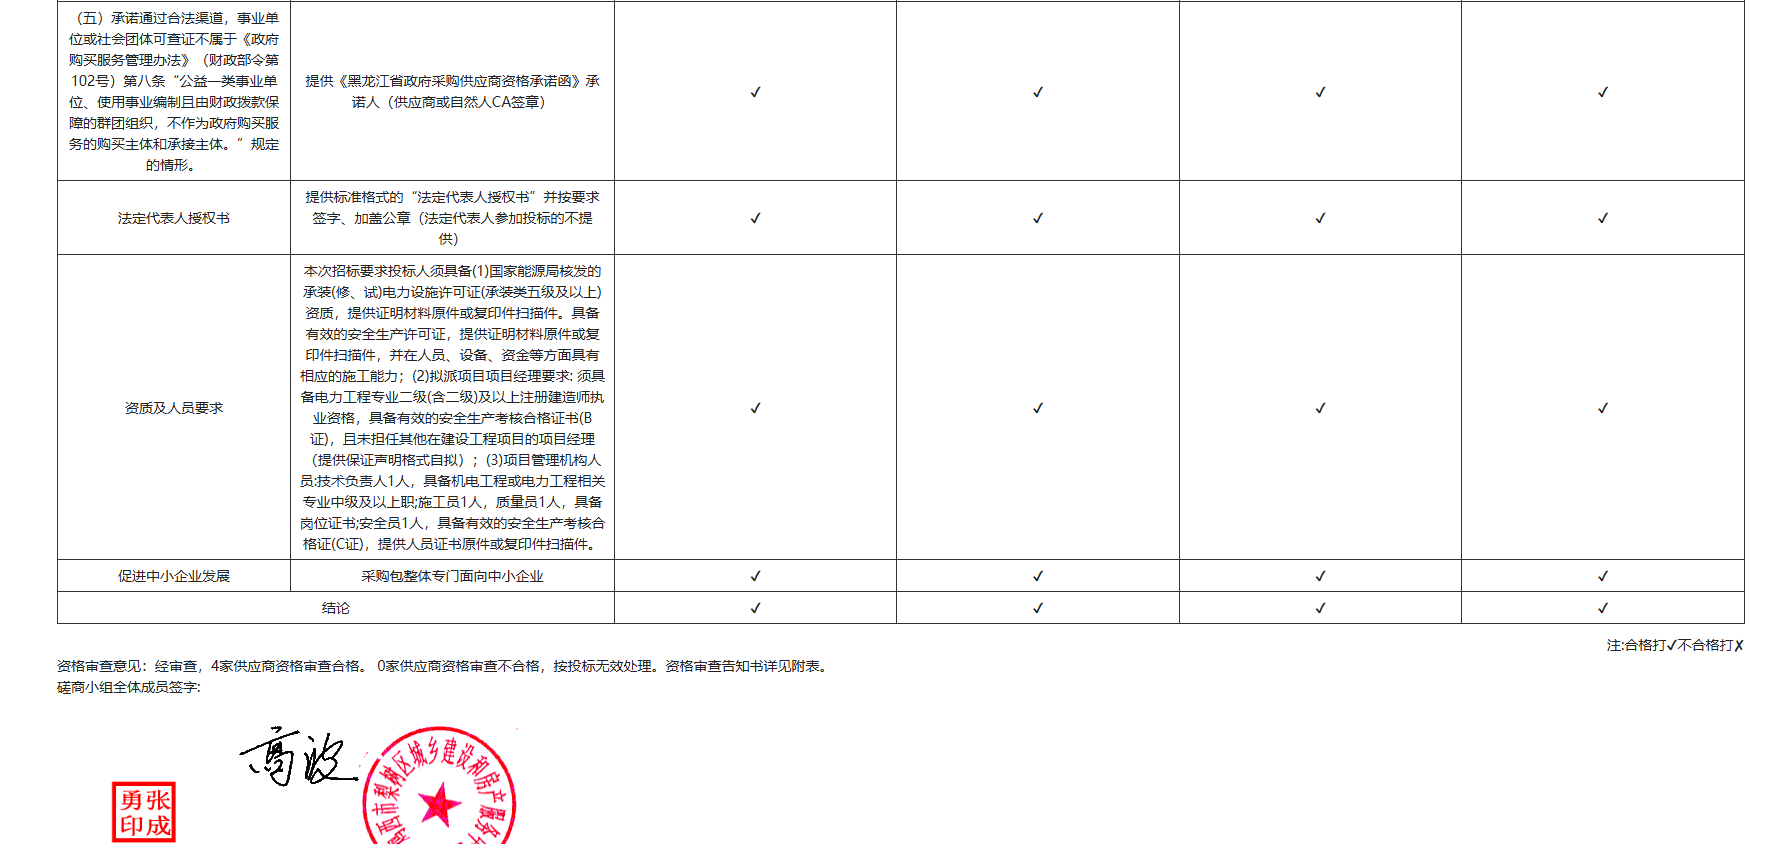 （五）承诺通过合法渠道，事业单
位或社会团体可查证不属于《政府
购买服务管理办法》（财政部令第
102号）第八条“公益一类事业单
位、使用事业编制且由财政拨款保
障的群团组织，不作为政府购买服
务的购买主体和承接主体。”规定
的情形。
提供《黑龙江省政府采购供应商资格承诺函》承
诺人（供应商或自然人CA签章）
✓ ✓ ✓ ✓
法定代表人授权书
提供标准格式的“法定代表人授权书”并按要求
签字、加盖公章（法定代表人参加投标的不提
供）
✓ ✓ ✓ ✓
资质及人员要求
本次招标要求投标人须具备(1)国家能源局核发的
承装(修、试)电力设施许可证(承装类五级及以上)
资质，提供证明材料原件或复印件扫描件。具备
有效的安全生产许可证，提供证明材料原件或复
印件扫描件，并在人员、设备、资金等方面具有
相应的施工能力；(2)拟派项目项目经理要求: 须具
备电力工程专业二级(含二级)及以上注册建造师执
业资格，具备有效的安全生产考核合格证书(B
证)，且未担任其他在建设工程项目的项目经理
（提供保证声明格式自拟）；(3)项目管理机构人
员:技术负责人1人，具备机电工程或电力工程相关
专业中级及以上职;施工员1人，质量员1人，具备
岗位证书;安全员1人，具备有效的安全生产考核合
格证(C证)，提供人员证书原件或复印件扫描件。
✓ ✓ ✓ ✓
促进中小企业发展
采购包整体专门面向中小企业
✓ ✓ ✓ ✓
结论
✓ ✓ ✓ ✓
注:合格打✓不合格打✗
资格审查意见：经审查，4家供应商资格审查合格。 0家供应商资格审查不合格，按投标无效处理。资格审查告知书详见附表。
磋商小组全体成员签字:
高波
张成
勇印
西市梨树区城乡建设和房产服务